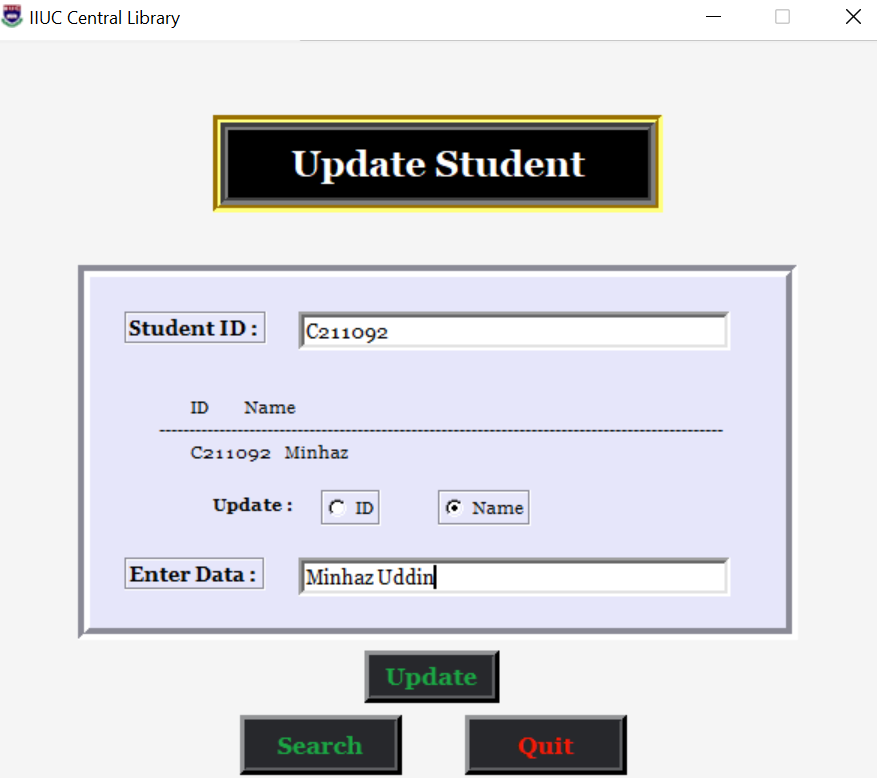 IIUC Central Library
Update Student
Student ID : C211092
ID Name
--------------------------------------------------------------------------------------------
C211092 Minhaz
Update : ID Name
Enter Data : Minhaz Uddin
Update
Search Quit